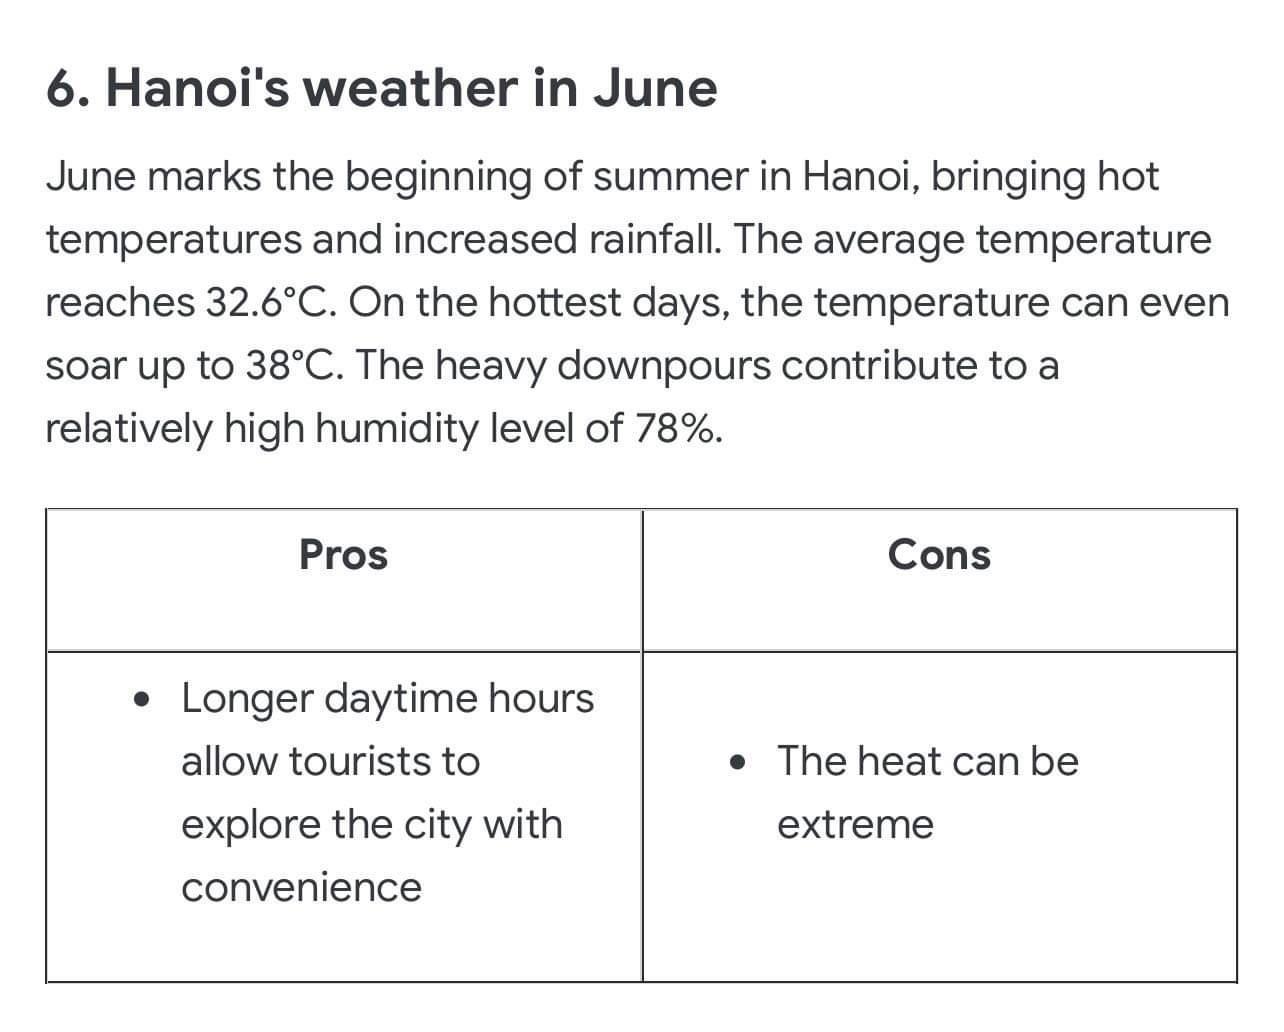 6. Hanoi's weather in June
June marks the beginning of summer in Hanoi, bringing hot
temperatures and increased rainfall. The average temperature
reaches 32.6°C. On the hottest days, the temperature can even
soar up to 38°C. The heavy downpours contribute to a
relatively high humidity level of 78%.
Pros
Cons
• Longer daytime hours
allow tourists to
explore the city with
convenience
• The heat can be
extreme